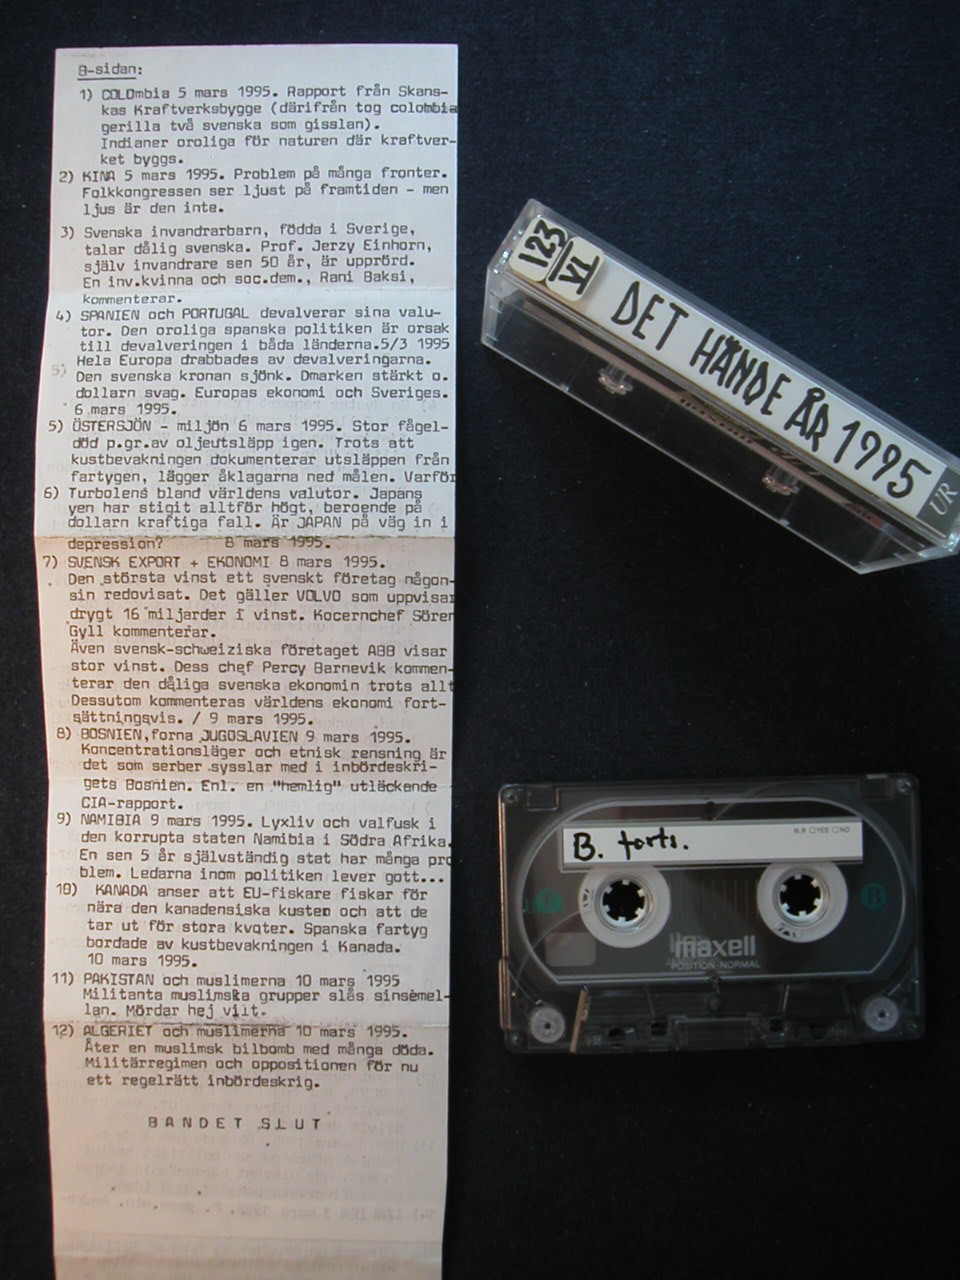 B-sidan:
1) COLOmbia 5 mars 1995. Rapport från Skans-
kas Kraftverksbygge (därifrån tog colombia
gerilla två svenska som gisslan).
Indianer oroliga för naturen där kraftver-
ket byggs.
2) KINA 5 mars 1995. Problem på många fronter.
Folkkongressen ser ljust på framtiden - men
ljus är den inte.
3) Svenska invandrarbarn, födda i Sverige,
talar dålig svenska. Prof. Jerzy Einhorn,
själv invandrare sen 50 år, är upprörd.
En inv.kvinna och soc.dem., Rani Baksi,
kommenterar.
4) SPANIEN och PORTUGAL devalverar sina valu-
tor. Den oroliga spanska politiken är orsak
till devalveringen i båda länderna.5/3 1995
Hela Europa drabbades av devalveringarna.
5)
Den svenska kronan sjönk. Dmarken stärkt o.
dollarn svag. Europas ekonomi och Sveriges.
6 mars 1995.
5) ÖSTERSJÖN - miljön 6 mars 1995. Stor fågel-
död p.gr.av oljeutsläpp igen. Trots att
kustbevakningen dokumenterar utsläppen från
fartygen, lägger åklagarna ned målen. Varför
6) Turbolens bland världens valutor. Japans
yen har stigit alltför högt, beroende på
dollarn kraftiga fall. Är JAPAN på väg in i
depression? 8 mars 1995.
7) SVENSK EXPORT + EKONOMI 8 mars 1995.
Den största vinst ett svenskt företag någon-
sin redovisat. Det gäller VOLVO som uppvisar
drygt 16 miljarder i vinst. Kocernchef Sören
Gyll kommenterar.
Även svensk-schweiziska företaget ABB visar
stor vinst. Dess chef Percy Barnevik kommen-
terar den dåliga svenska ekonomin trots allt
Dessutom kommenteras världens ekonomi fort-
sättningsvis. / 9 mars 1995.
8) BOSNIEN,forna JUGOSLAVIEN 9 mars 1995.
Koncentrationsläger och etnisk rensning är
det som serber sysslar med i inbördeskri-
gets Bosnien. Enl. en "hemlig" utläckende
CIA-rapport.
9) NAMIBIA 9 mars 1995. Lyxliv och valfusk i
den korrupta staten Namibia i Södra Afrika.
En sen 5 år självständig stat har många pro
blem. Ledarna inom politiken lever gott...
10) KANADA anser att EU-fiskare fiskar för
nära den kanadensiska kusten och att de
tar ut för stora kvoter. Spanska fartyg
bordade av kustbevakningen i Kanada.
10 mars 1995.
11) PAKISTAN och muslimerna 10 mars 1995
Militanta muslimska grupper slås sinsemel-
lan. Mördar hej vilt.
12) ALGERIET och muslimerna 10 mars 1995.
Åter en muslimsk bilbomb med många döda.
Militärregimen och oppositionen för nu
ett regelrätt inbördeskrig.
BANDET SLUT
123
VI
DET HÄNDE ÅR 1995
UR
B. forts.
N.R YES NO
B
maxell
POSITION·NORMAL